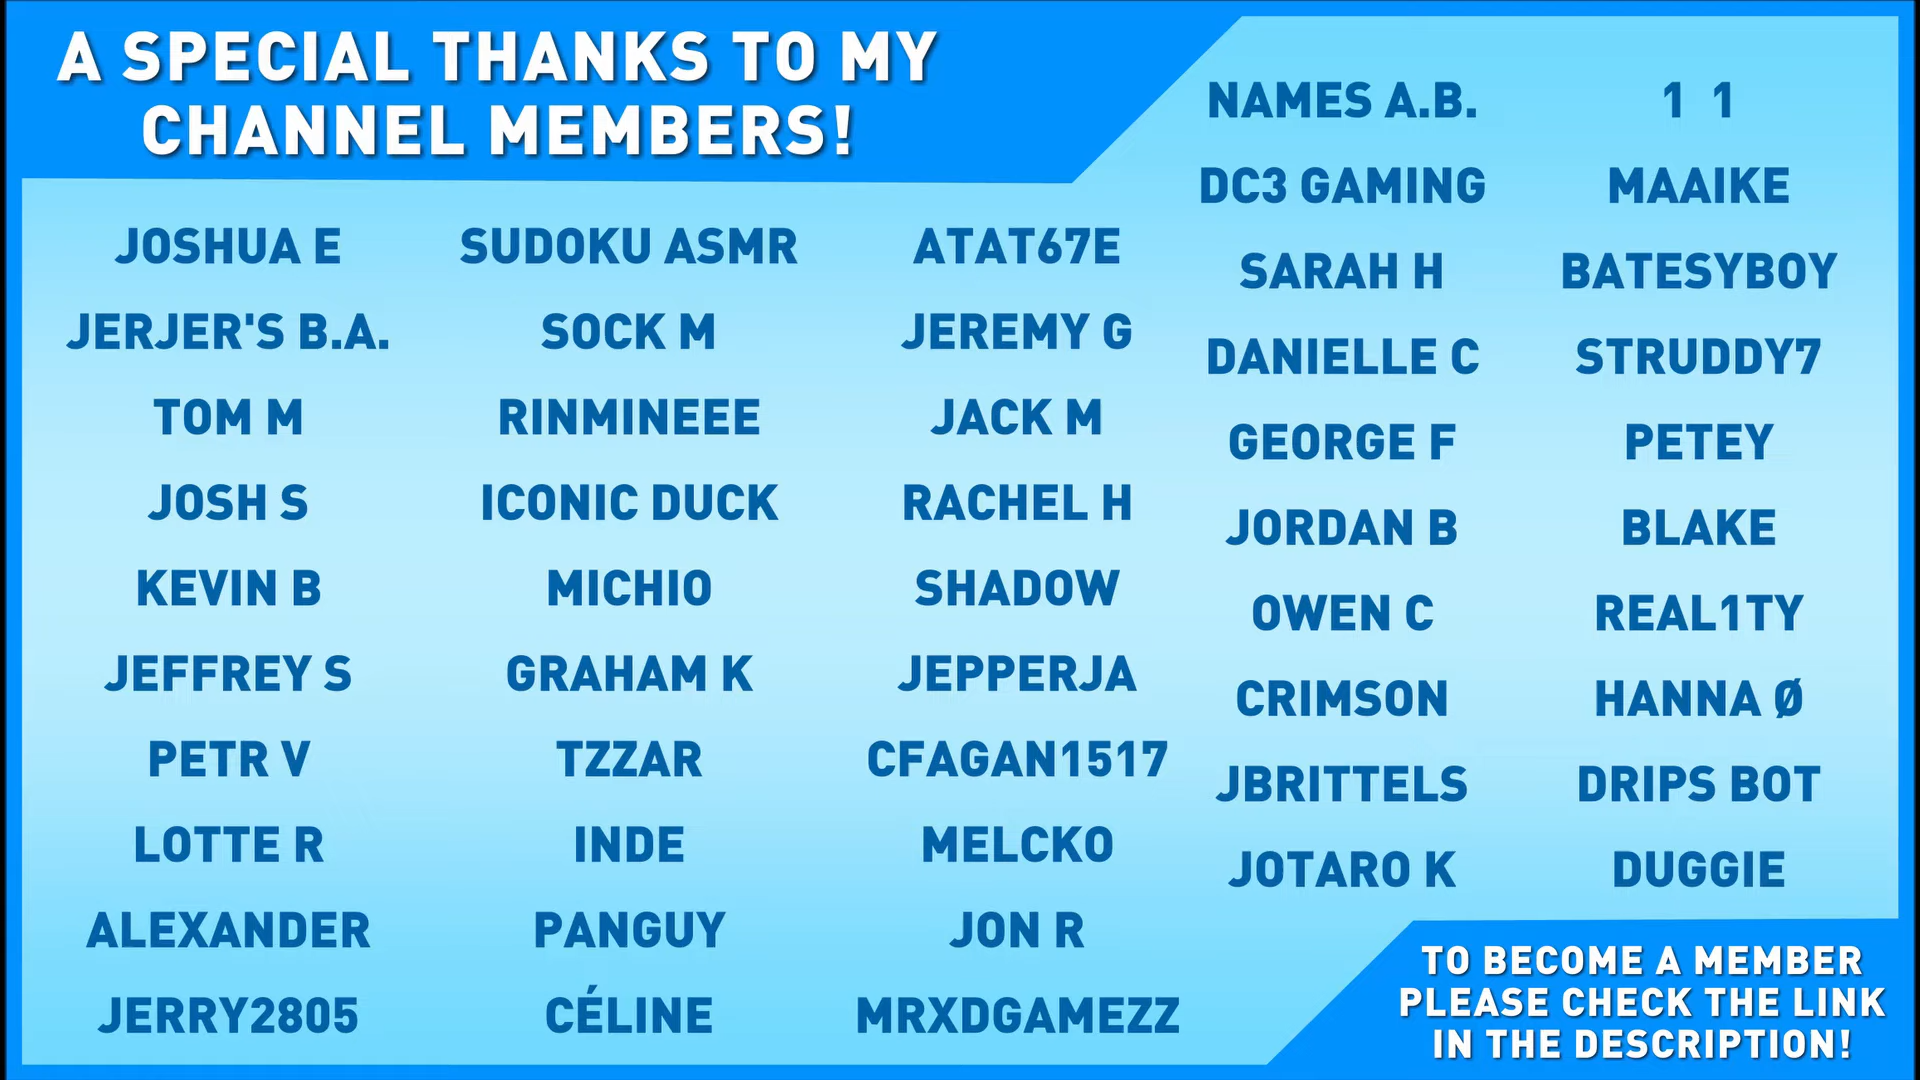 A SPECIAL THANKS TO MY
CHANNEL MEMBERS!
JOSHUA E
JERJER'S B.A.
TOM M
JOSH S
KEVIN B
JEFFREY S
PETR V
LOTTE R
ALEXANDER
JERRY2805
SUDOKU ASMR
SOCK M
RINMINEEE
ICONIC DUCK
MICHIO
GRAHAM K
TZZAR
INDE
PANGUY
CÉLINE
ATAT67E
JEREMY G
JACK M
RACHEL H
SHADOW
JEPPERJA
CFAGAN1517
MELCKO
JON R
MRXDGAMEZZ
NAMES A.B.
DC3 GAMING
SARAH H
DANIELLE C
GEORGE F
JORDAN B
OWEN C
CRIMSON
JBRITTELS
JOTARO K
1 1
MAAIKE
BATESYBOY
STRUDDY7
PETEY
BLAKE
REAL1TY
HANNA Ø
DRIPS BOT
DUGGIE
TO BECOME A MEMBER
PLEASE CHECK THE LINK
IN THE DESCRIPTION!